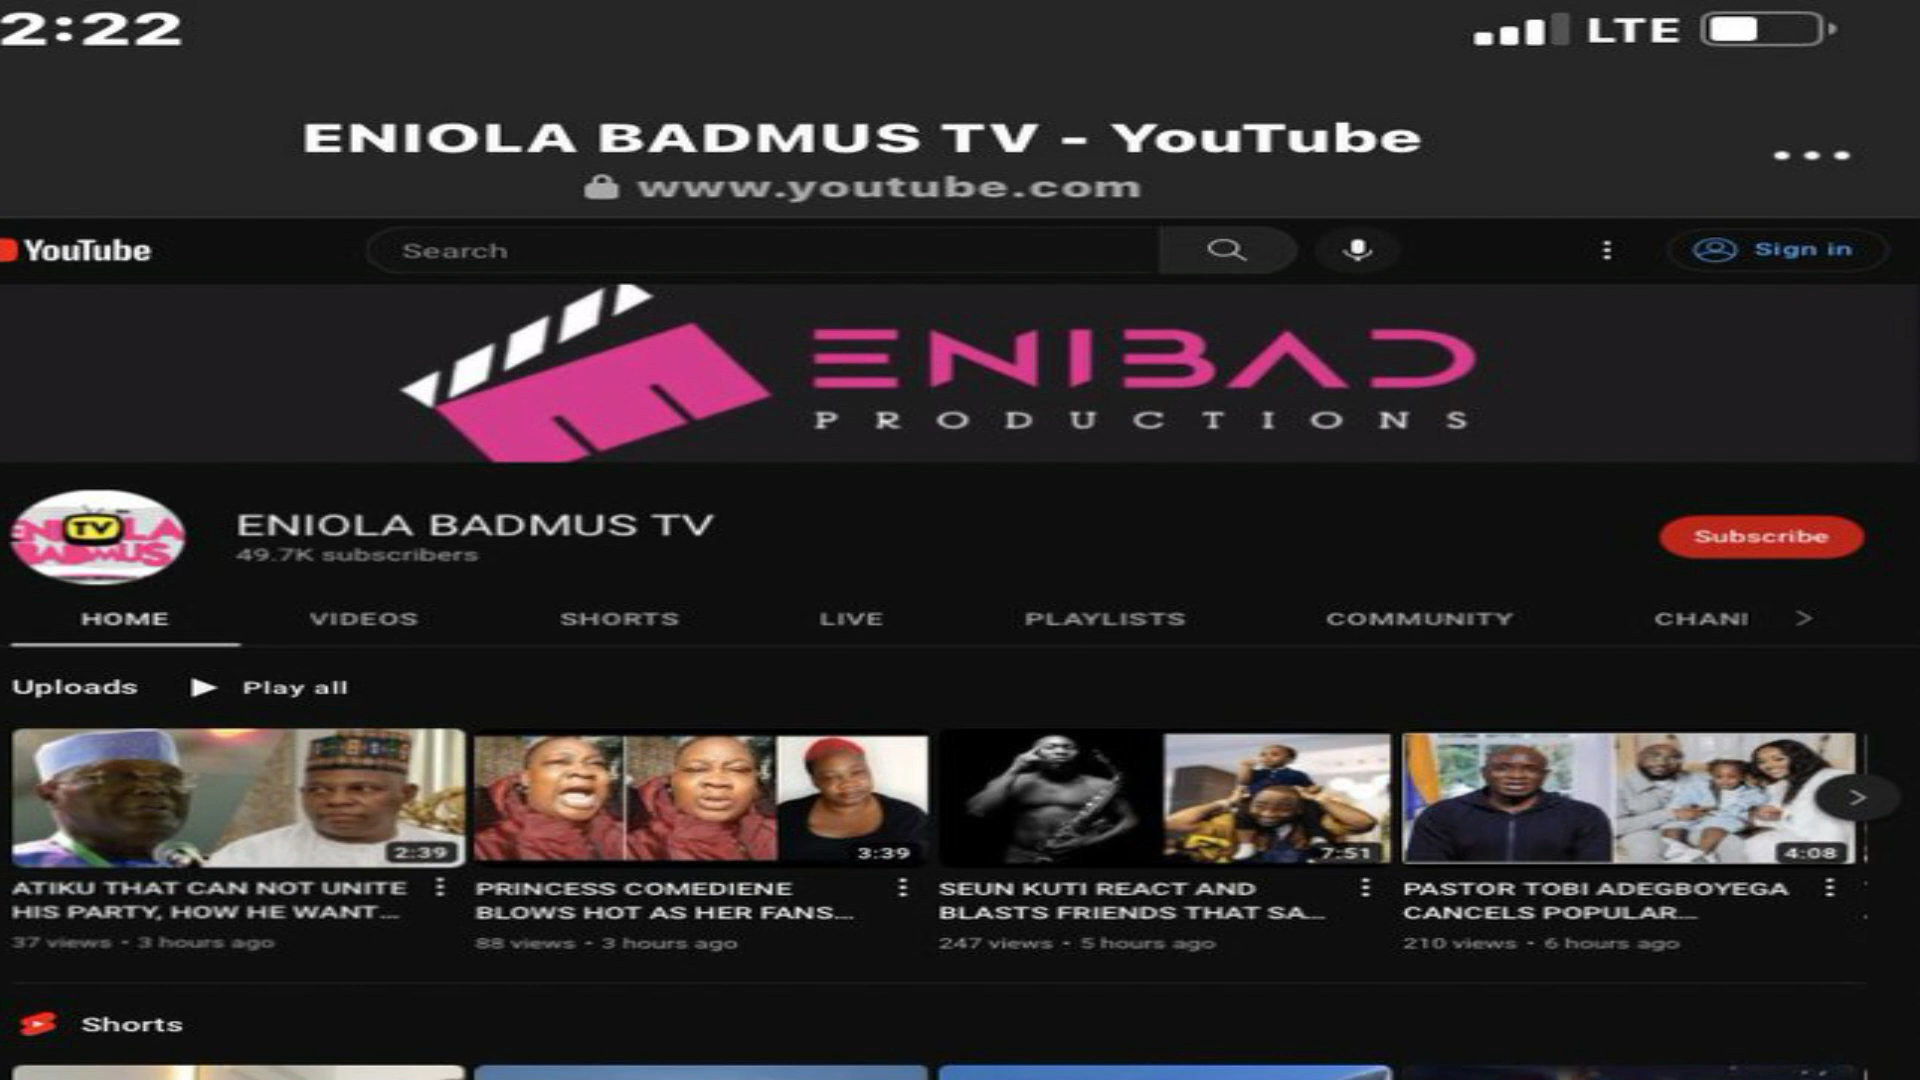 2:22
LTE
ENIOLA BADMUS TV - YouTube
www.youtube.com
YouTube
Search
Sign in
ENIBAD
PRODUCTIONS
ENIOLA
TV
BADMUS
ENIOLA BADMUS TV
49.7K subscribers
Subscribe
HOME VIDEOS SHORTS LIVE PLAYLISTS COMMUNITY CHANI >
Uploads Play all
2:39
3:39
7:51
4:08
ATIKU THAT CAN NOT UNITE
HIS PARTY, HOW HE WANT...
37 views • 3 hours ago
PRINCESS COMEDIENE
BLOWS HOT AS HER FANS...
88 views • 3 hours ago
SEUN KUTI REACT AND
BLASTS FRIENDS THAT SA...
247 views • 5 hours ago
PASTOR TOBI ADEGBOYEGA
CANCELS POPULAR...
210 views • 6 hours ago
Shorts